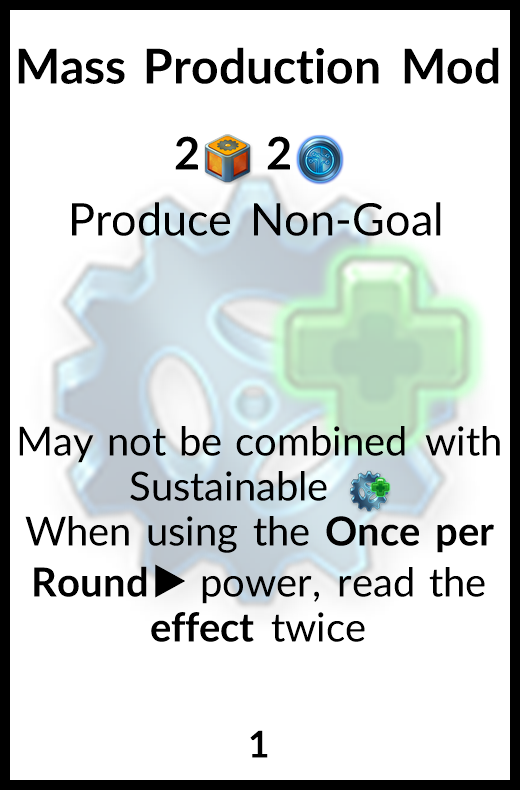 Mass Production Mod
2 2
Produce Non-Goal
May not be combined with
Sustainable
When using the Once per
Round▶ power, read the
effect twice
1